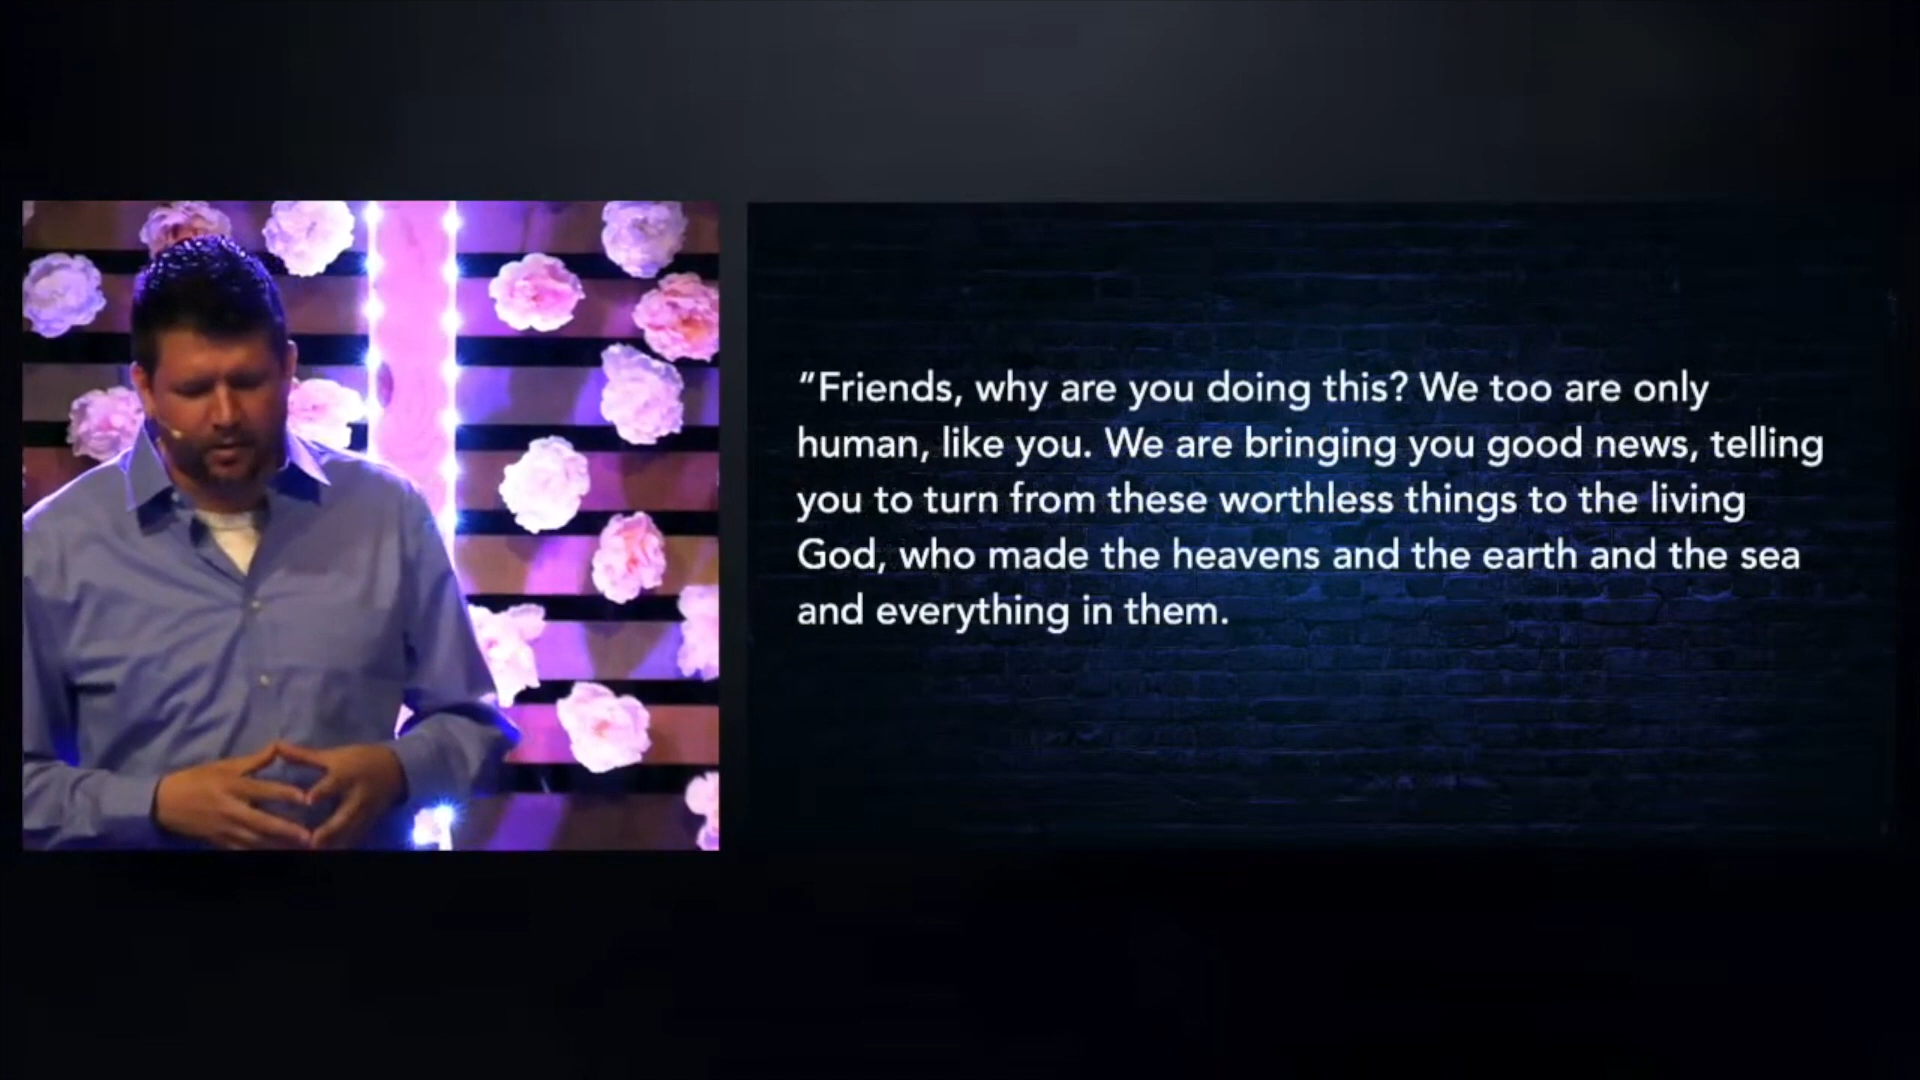 “Friends, why are you doing this? We too are only
human, like you. We are bringing you good news, telling
you to turn from these worthless things to the living
God, who made the heavens and the earth and the sea
and everything in them.